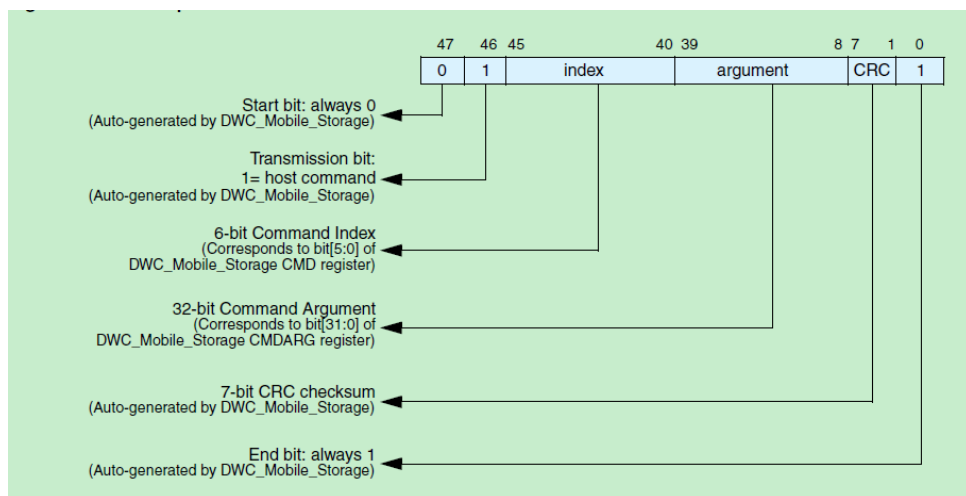 47 46 45 40 39 8 7 1 0
0 1 index argument CRC 1
Start bit: always 0
(Auto-generated by DWC_Mobile_Storage)
Transmission bit:
1= host command
(Auto-generated by DWC_Mobile_Storage)
6-bit Command Index
(Corresponds to bit[5:0] of
DWC_Mobile_Storage CMD register)
32-bit Command Argument
(Corresponds to bit[31:0] of
DWC_Mobile_Storage CMDARG register)
7-bit CRC checksum
(Auto-generated by DWC_Mobile_Storage)
End bit: always 1
(Auto-generated by DWC_Mobile_Storage)